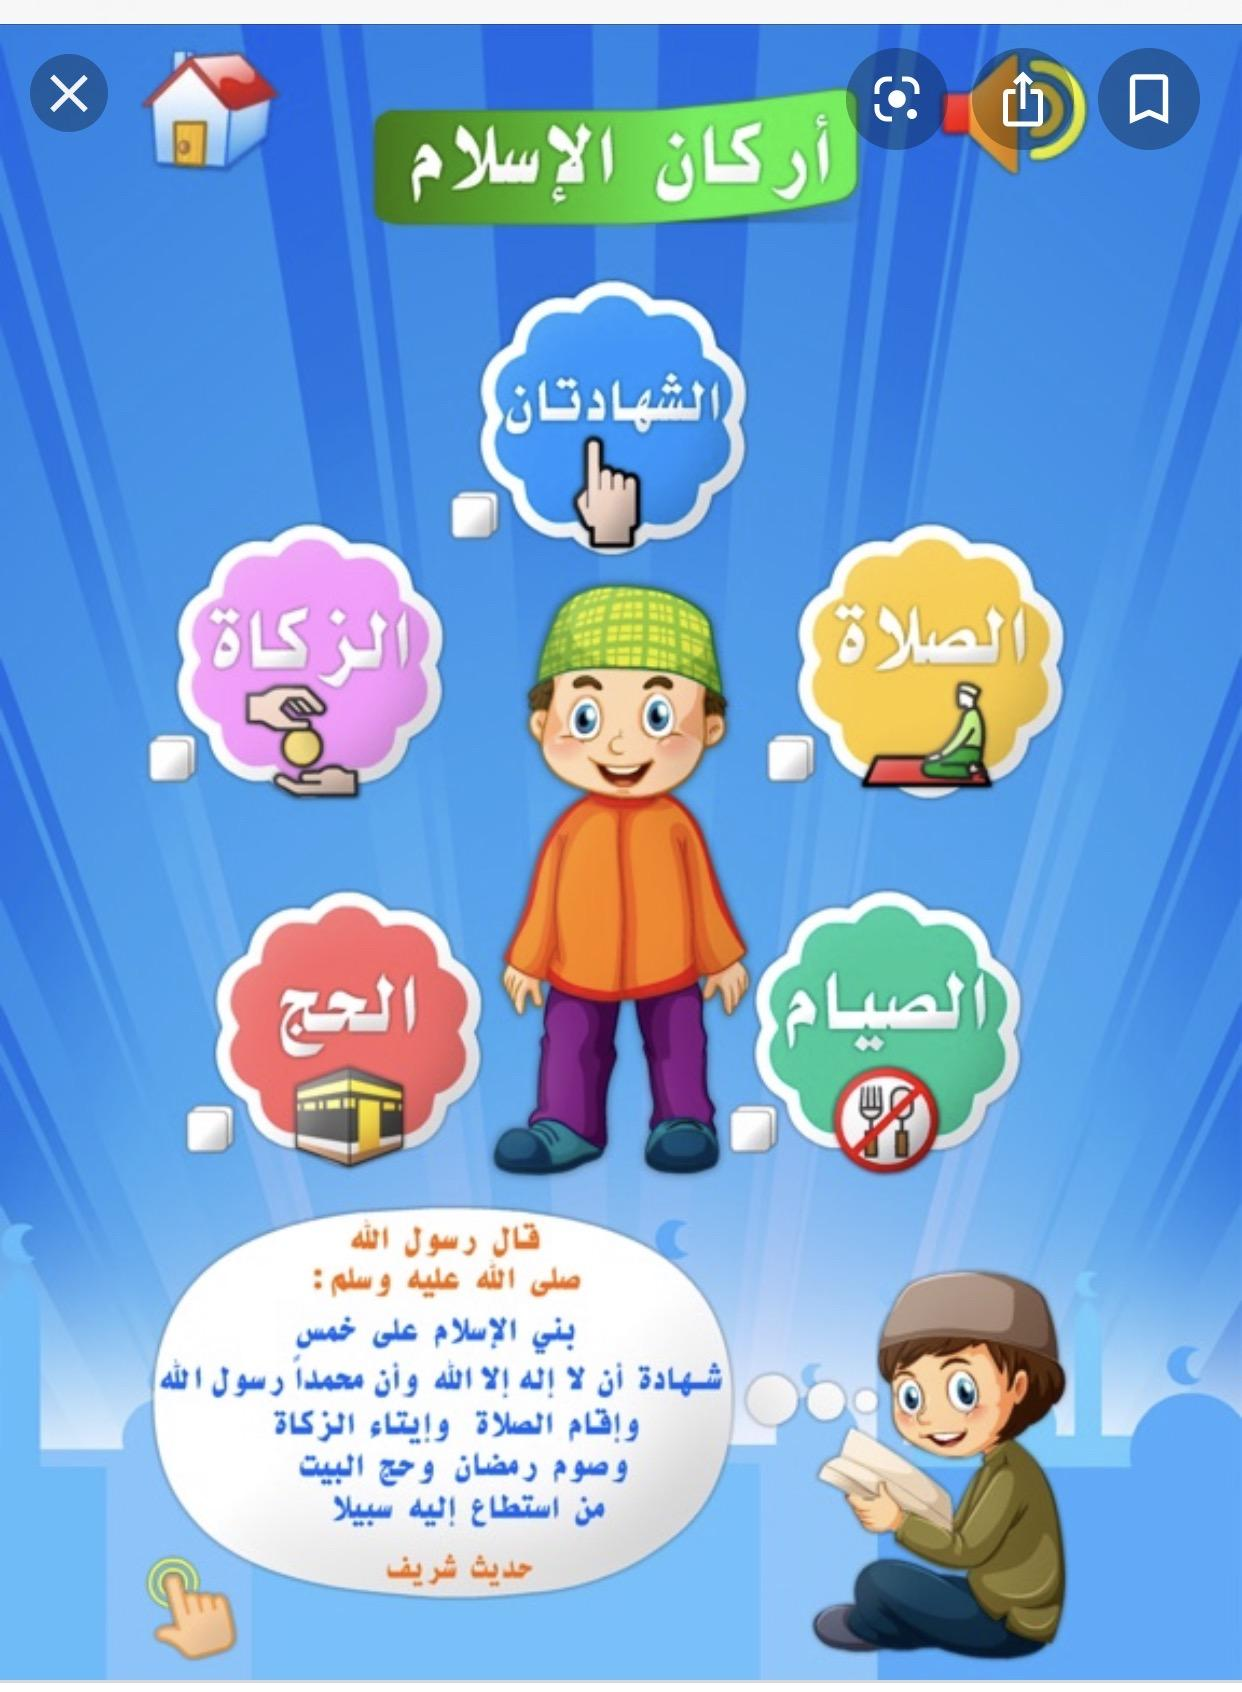 أركان الإسلام
الشهادتان
الصلاة
الزكاة
الصيام
الحج
قال رسول الله
صلى الله عليه وسلم :
بني الإسلام على خمس
شهادة أن لا إله إلا الله وأن محمداً رسول الله
وإقام الصلاة وإيتاء الزكاة
وصوم رمضان وحج البيت
من استطاع إليه سبيلا
حديث شريف